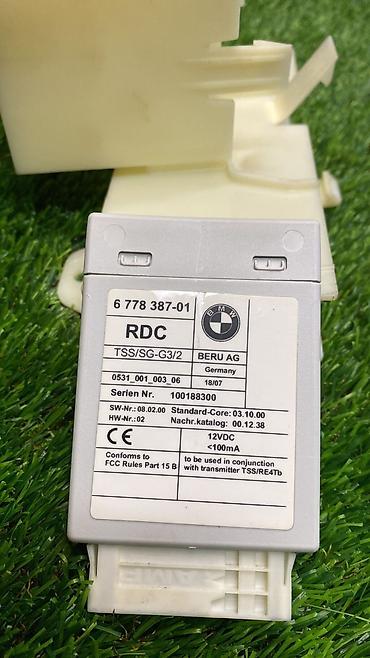 6 778 387-01
BMW
RDC
TSS/SG-G3/2
BERU AG
Germany
0531_001_003_06
18/07
Serien Nr. 100188300
SW-Nr.: 08.02.00 Standard-Core: 03.10.00
HW-Nr.: 02 Nachr.katalog: 00.12.38
CE 12VDC
<100mA
Conforms to
FCC Rules Part 15 B
to be used in conjunction
with transmitter TSS/RE4Tb